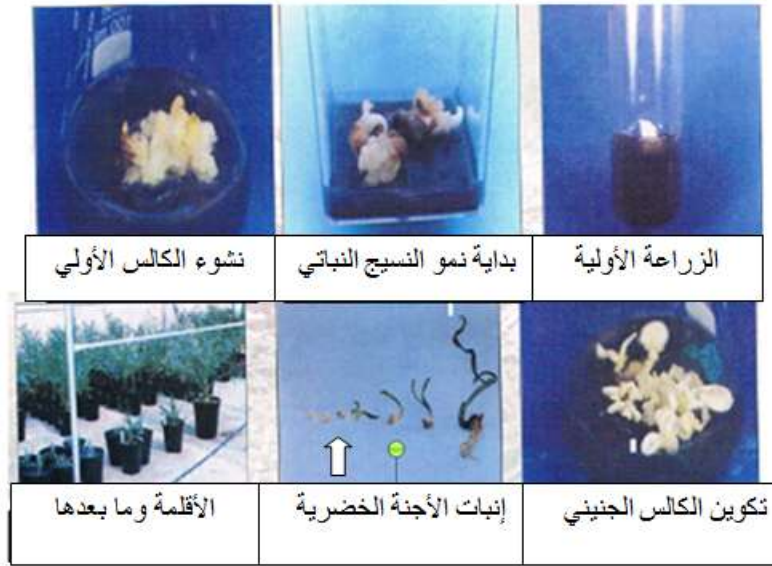 الزراعة الأولية
بداية نمو النسيج النباتي
نشوء الكالس الأولي
تكوين الكالس الجنيني
إنبات الأجنة الخضرية
الأقلمة وما بعدها